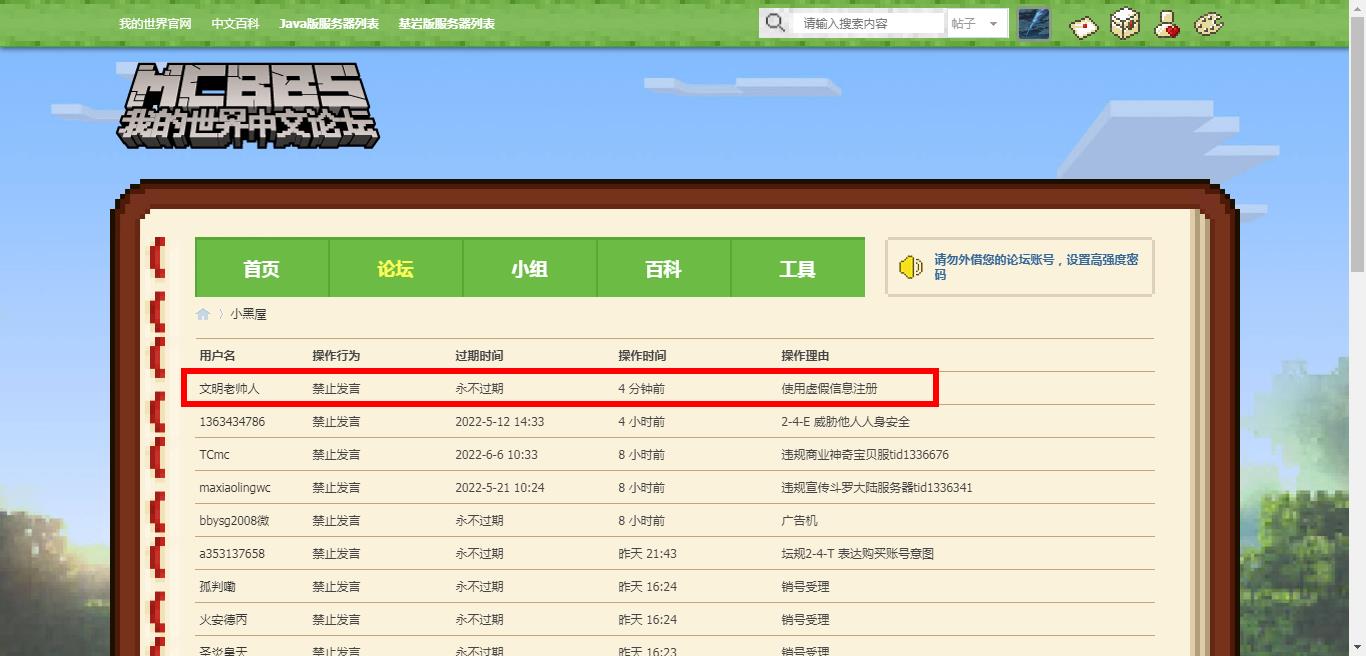 我的世界官网 中文百科 Java版服务器列表 基岩版服务器列表 请输入搜索内容 帖子
MCBBS
我的世界中文论坛
首页 论坛 小组 百科 工具
请勿外借您的论坛账号，设置高强度密
码
小黑屋
用户名 操作行为 过期时间 操作时间 操作理由
文明老帅人 禁止发言 永不过期 4 分钟前 使用虚假信息注册
1363434786 禁止发言 2022-5-12 14:33 4 小时前 2-4-E 威胁他人人身安全
TCmc 禁止发言 2022-6-6 10:33 8 小时前 违规商业神奇宝贝服tid1336676
maxiaolingwc 禁止发言 2022-5-21 10:24 8 小时前 违规宣传斗罗大陆服务器tid1336341
bbysg2008微 禁止发言 永不过期 8 小时前 广告机
a353137658 禁止发言 永不过期 昨天 21:43 坛规2-4-T 表达购买账号意图
孤判嘞 禁止发言 永不过期 昨天 16:24 销号受理
火安德丙 禁止发言 永不过期 昨天 16:24 销号受理
圣炎皇天 禁止发言 永不过期 昨天 16:23 销号受理